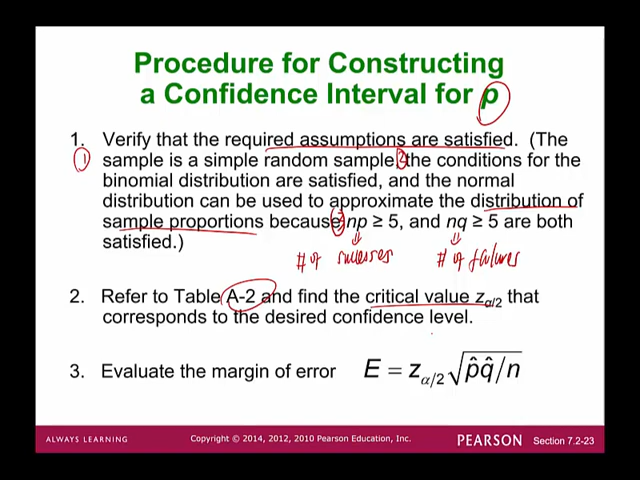 Procedure for Constructing
a Confidence Interval for p
1. Verify that the required assumptions are satisfied. (The
① sample is a simple random sample, ② the conditions for the
binomial distribution are satisfied, and the normal
distribution can be used to approximate the distribution of
sample proportions because ③ np ≥ 5, and nq ≥ 5 are both
satisfied.)
# of successes # of failures
2. Refer to Table A-2 and find the critical value zα/2 that
corresponds to the desired confidence level.
3. Evaluate the margin of error E = zα/2 √p̂q̂/n
ALWAYS LEARNING Copyright © 2014, 2012, 2010 Pearson Education, Inc. PEARSON Section 7.2-23